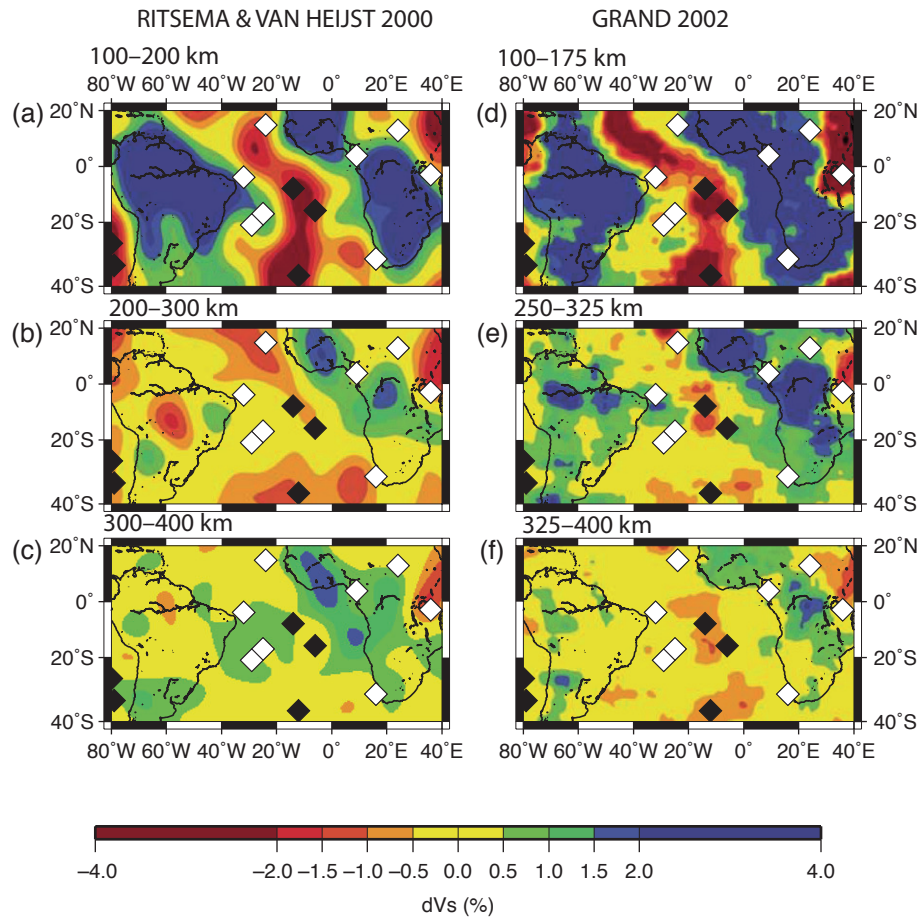 RITSEMA & VAN HEIJST 2000 GRAND 2002
100–200 km 100–175 km
80˚W 60˚W 40˚W 20˚W 0˚ 20˚E 40˚E 80˚W 60˚W 40˚W 20˚W 0˚ 20˚E 40˚E
(a) 20˚N (d) 20˚N
0˚ 0˚
20˚S 20˚S
40˚S 40˚S
200–300 km 250–325 km
(b) 20˚N (e) 20˚N
0˚ 0˚
20˚S 20˚S
40˚S 40˚S
300–400 km 325–400 km
(c) 20˚N (f) 20˚N
0˚ 0˚
20˚S 20˚S
40˚S 40˚S
80˚W 60˚W 40˚W 20˚W 0˚ 20˚E 40˚E 80˚W 60˚W 40˚W 20˚W 0˚ 20˚E 40˚E
–4.0 –2.0 –1.5 –1.0 –0.5 0.0 0.5 1.0 1.5 2.0 4.0
dVs (%)